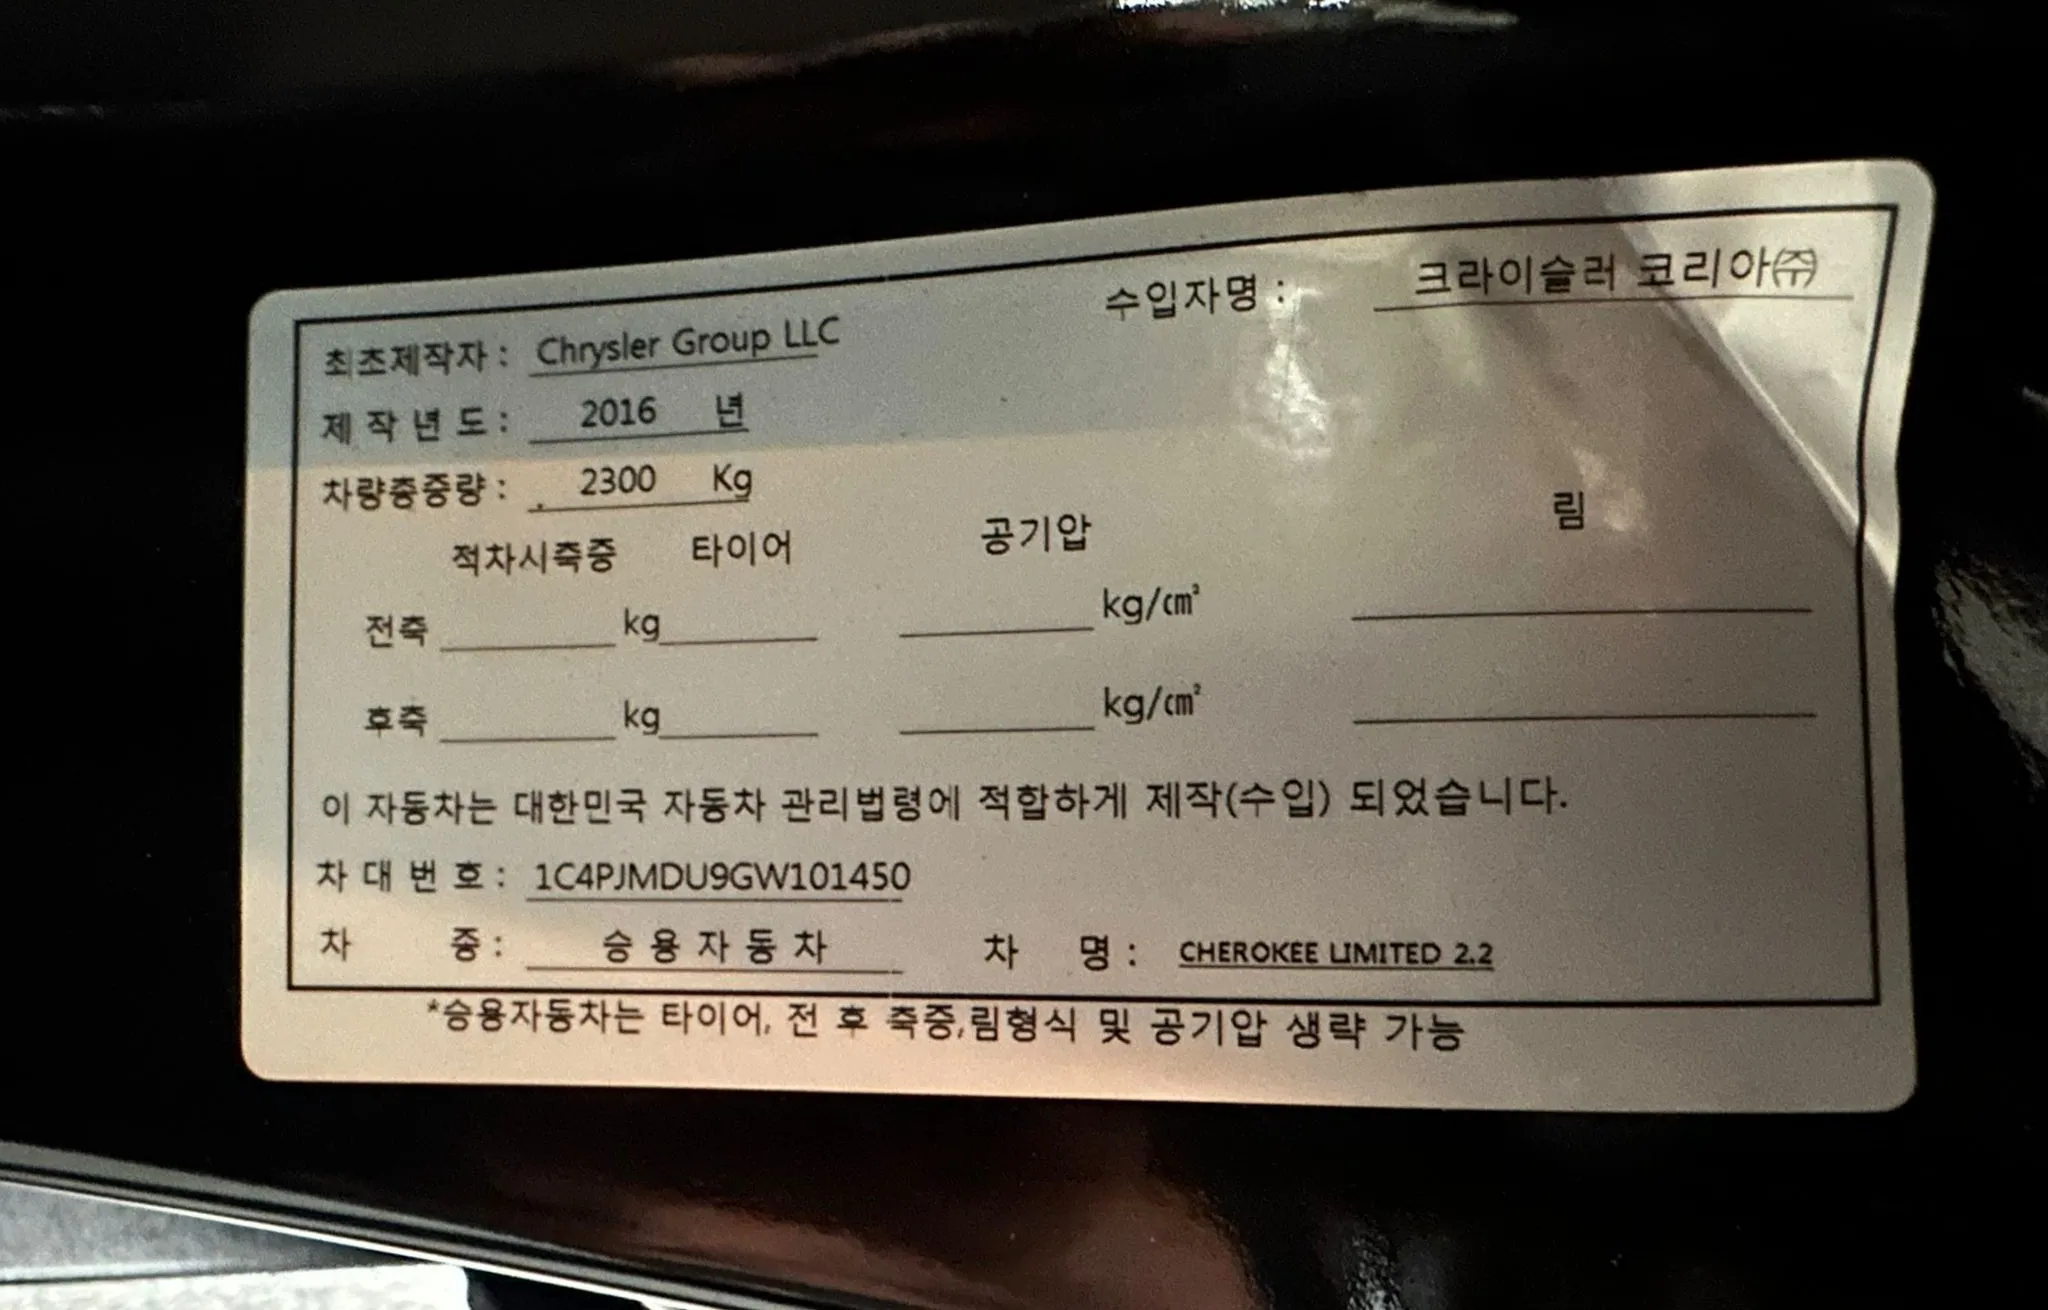 수입자명 : 크라이슬러 코리아㈜
최초제작자 : Chrysler Group LLC
제 작 년 도 : 2016 년
차량총중량 : 2300 Kg
적차시축중 타이어 공기압 림
전축 kg kg/㎠
후축 kg kg/㎠
이 자동차는 대한민국 자동차 관리법령에 적합하게 제작(수입) 되었습니다.
차 대 번 호 : 1C4PJMDU9GW101450
차 종 : 승 용 자 동 차 차 명 : CHEROKEE LIMITED 2.2
*승용자동차는 타이어, 전 후 축중,림형식 및 공기압 생략 가능